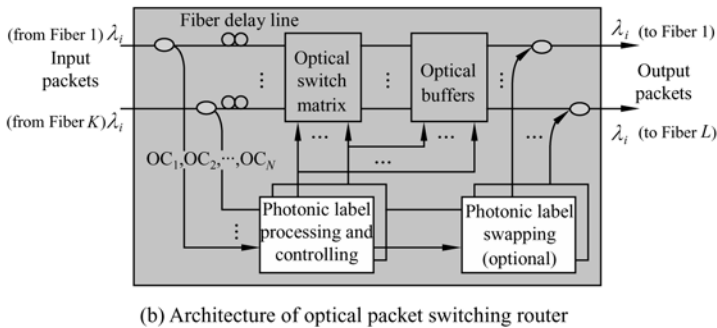 Fiber delay line
(from Fiber 1) λi
Input
packets
(from Fiber K)λi
Optical
switch
matrix
Optical
buffers
λi (to Fiber 1)
Output
packets
λi (to Fiber L)
OC1,OC2,···,OCN
Photonic label
processing and
controlling
Photonic label
swapping
(optional)
(b) Architecture of optical packet switching router